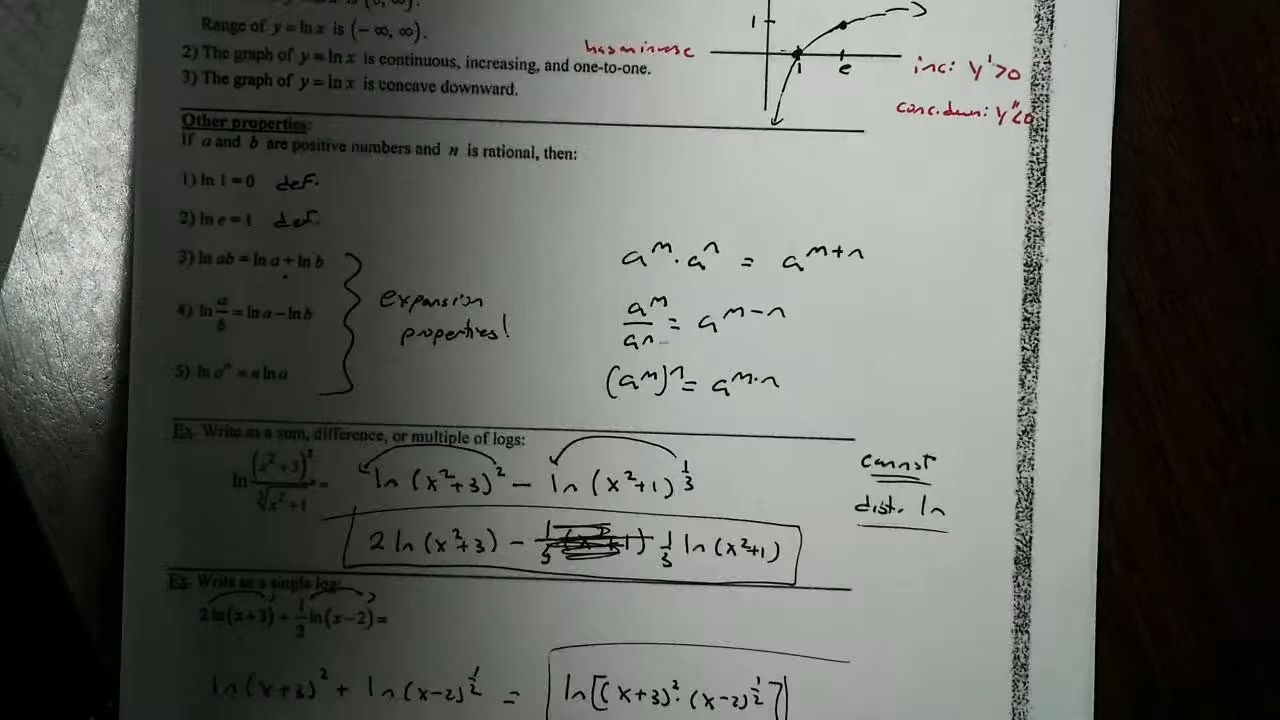 Range of y = ln x is (− ∞, ∞).
2) The graph of y = ln x is continuous, increasing, and one-to-one.
has inverse
3) The graph of y = ln x is concave downward.
1
1 e
inc: y'>0
conc. down: y"<0
Other properties:
If a and b are positive numbers and n is rational, then:
1) ln 1 = 0 def.
2) ln e = 1 def.
3) ln ab = ln a + ln b
4) ln a/b = ln a − ln b
5) ln aⁿ = n ln a
expansion
properties!
a^m · a^n = a^(m+n)
a^m/a^n = a^(m−n)
(a^m)^n = a^(m·n)
Ex. Write as a sum, difference, or multiple of logs:
ln (x²+3)²/∛(x²+1) = ln (x²+3)² − ln (x²+1)^(1/3)
2 ln (x²+3) − 1/3 ln (x²+1)
cannot
dist. ln
Ex. Write as a single log:
2 ln(x+3) + 1/2 ln(x−2) =
ln (x+3)² + ln (x−2)^(1/2) = ln [(x+3)² · (x−2)^(1/2)]